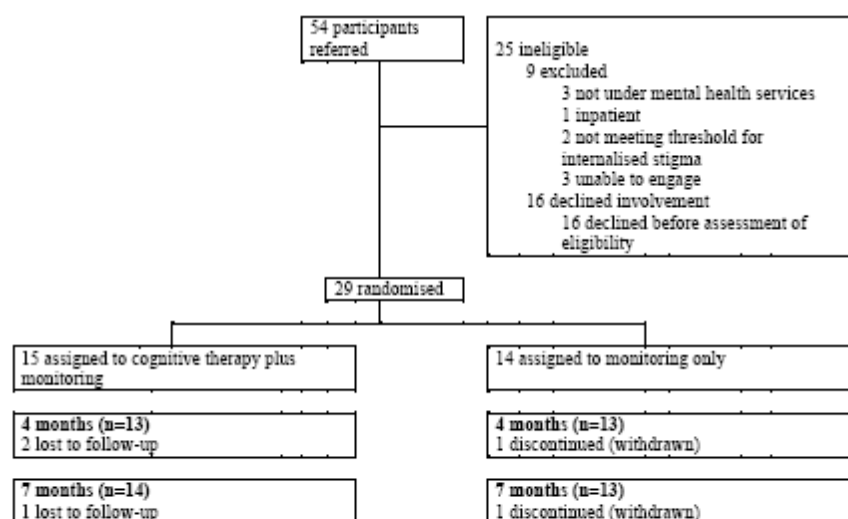 54 participants
referred
25 ineligible
9 excluded
3 not under mental health services
1 inpatient
2 not meeting threshold for
internalised stigma
3 unable to engage
16 declined involvement
16 declined before assessment of
eligibility
29 randomised
15 assigned to cognitive therapy plus
monitoring
14 assigned to monitoring only
4 months (n=13)
2 lost to follow-up
4 months (n=13)
1 discontinued (withdrawn)
7 months (n=14)
1 lost to follow-up
7 months (n=13)
1 discontinued (withdrawn)